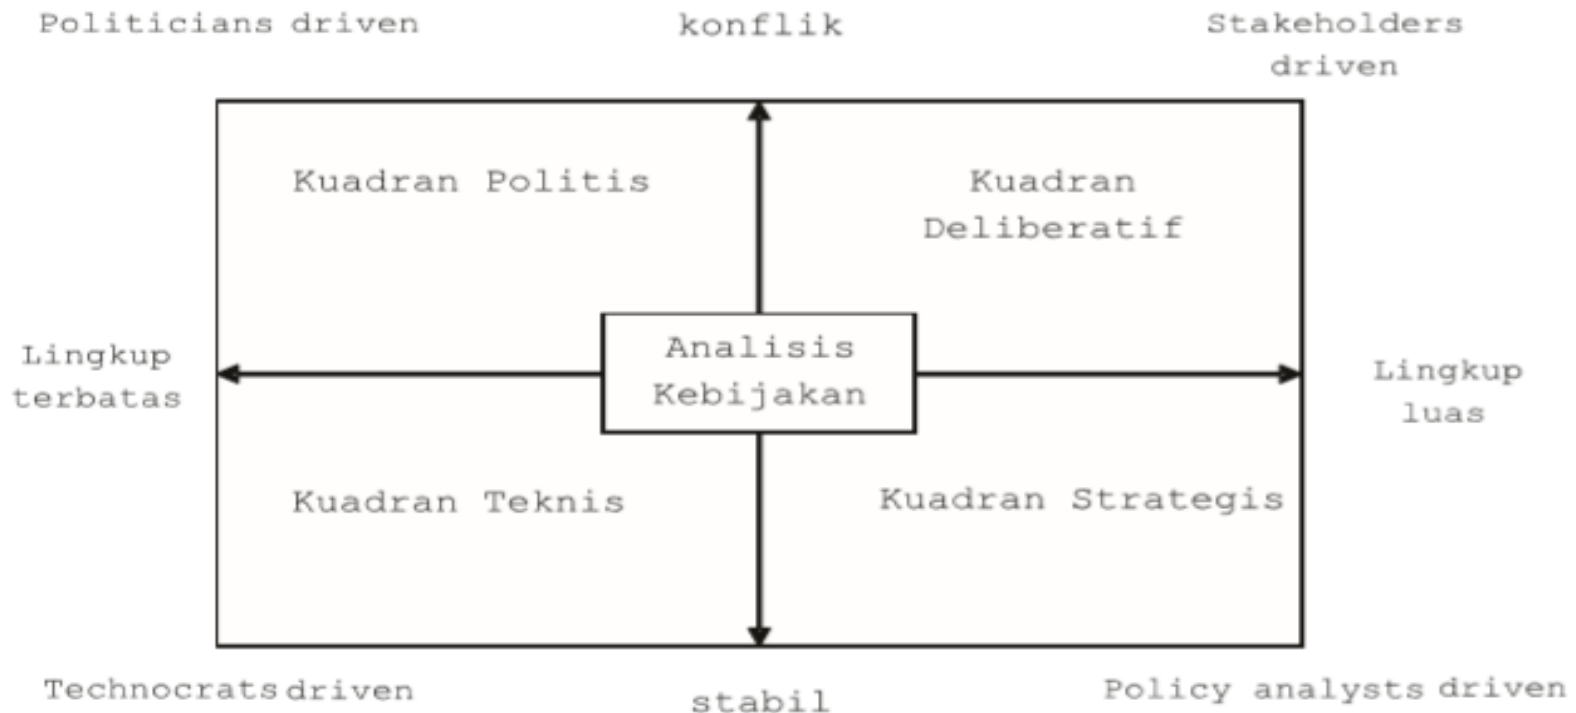 Politicians driven
konflik
Stakeholders
driven
Kuadran Politis
Kuadran
Deliberatif
Analisis
Kebijakan
Lingkup
terbatas
Lingkup
luas
Kuadran Teknis
Kuadran Strategis
Technocrats driven
stabil
Policy analysts driven